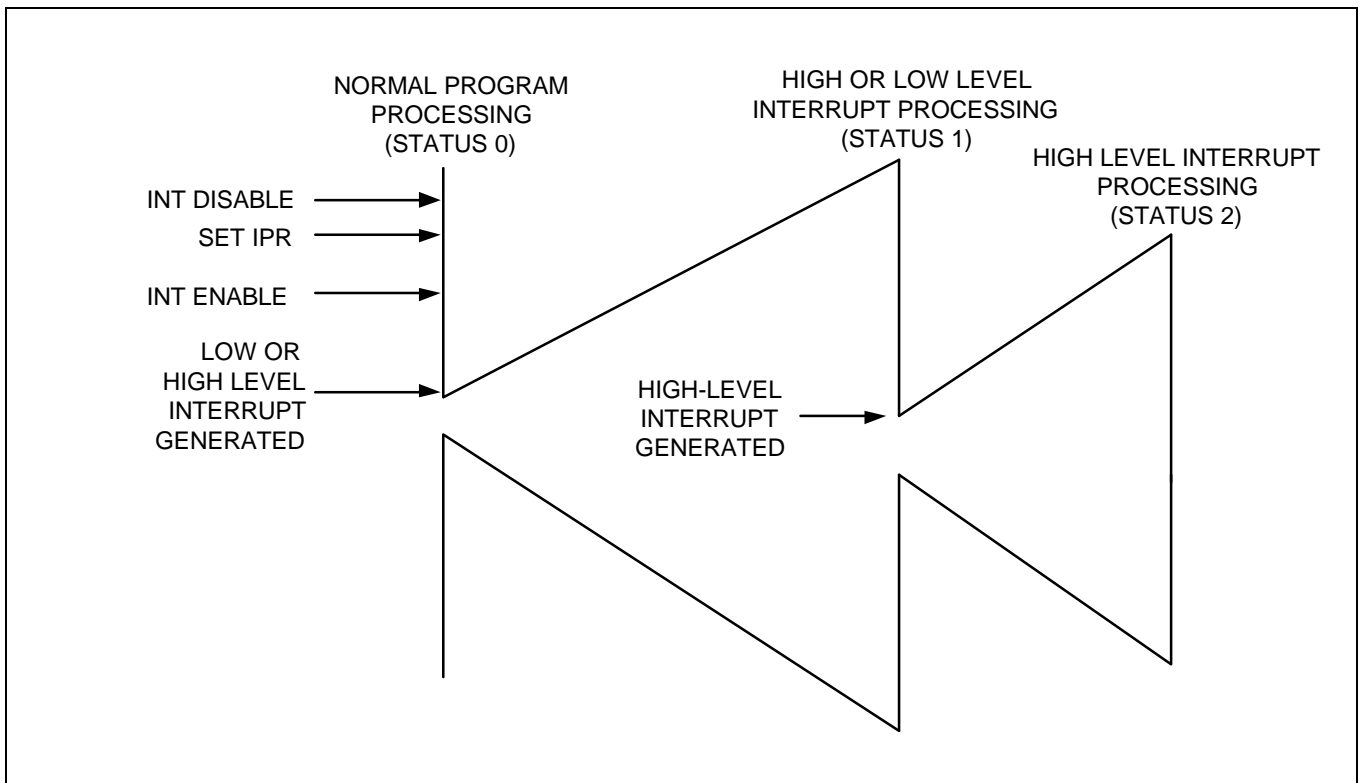 NORMAL PROGRAM
PROCESSING
(STATUS 0)
HIGH OR LOW LEVEL
INTERRUPT PROCESSING
(STATUS 1)
HIGH LEVEL INTERRUPT
PROCESSING
(STATUS 2)
INT DISABLE
SET IPR
INT ENABLE
LOW OR
HIGH LEVEL
INTERRUPT
GENERATED
HIGH-LEVEL
INTERRUPT
GENERATED